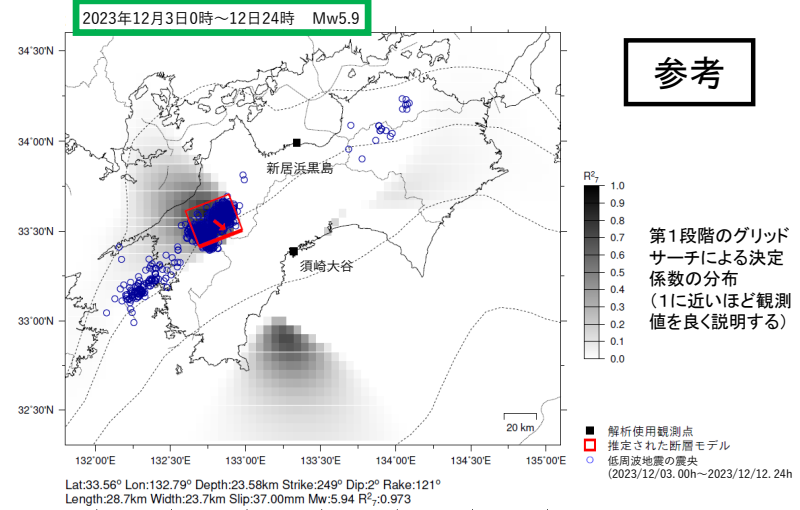 2023年12月3日0時～12日24時 Mw5.9
参考
34°30'N
34°00'N
33°30'N
33°00'N
32°30'N
132°00'E
132°30'E
133°00'E
133°30'E
134°00'E
134°30'E
135°00'E
新居浜黒島
須崎大谷
20 km
R²₇
1.0
0.9
0.8
0.7
0.6
0.5
0.4
0.3
0.2
0.1
0.0
第１段階のグリッド
サーチによる決定
係数の分布
（１に近いほど観測
値を良く説明する）
解析使用観測点
推定された断層モデル
低周波地震の震央
(2023/12/03.00h～2023/12/12.24h
Lat:33.56° Lon:132.79° Depth:23.58km Strike:249° Dip:2° Rake:121°
Length:28.7km Width:23.7km Slip:37.00mm Mw:5.94 R²₇:0.973